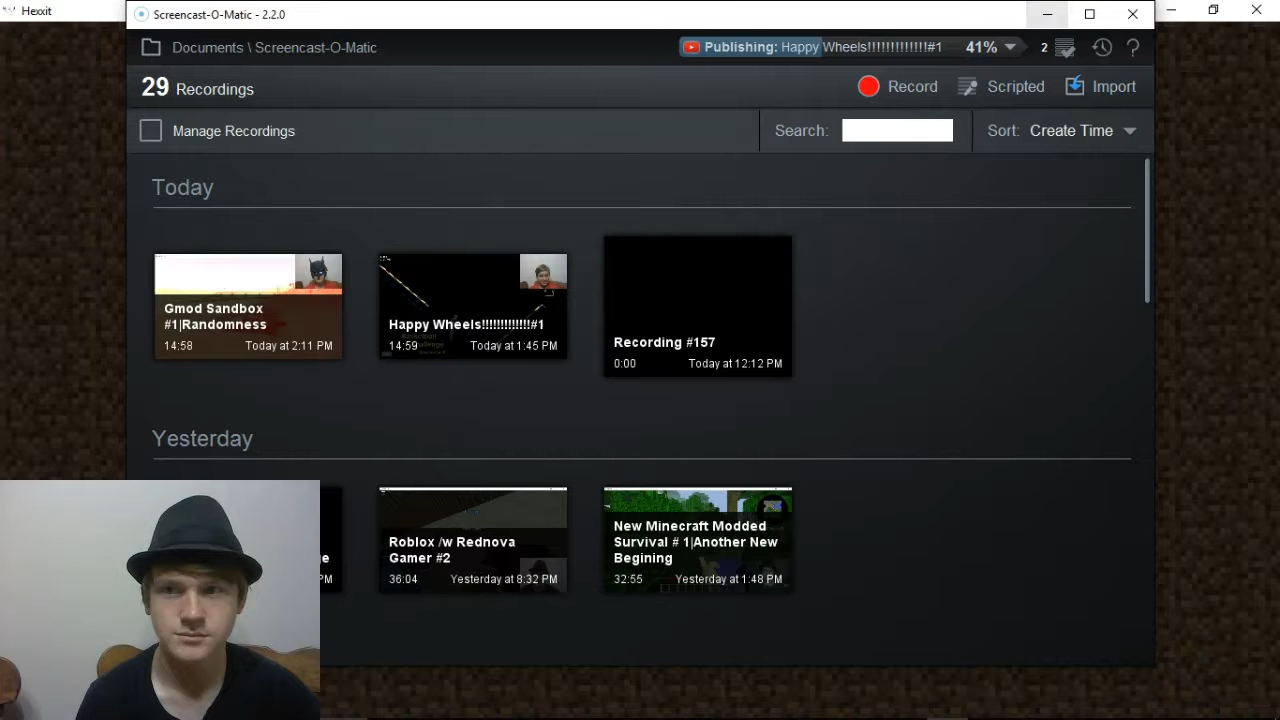 Hexxit
Screencast-O-Matic - 2.2.0
Documents \ Screencast-O-Matic
Publishing: Happy Wheels!!!!!!!!!!!!!#1 41%
2
?
29 Recordings
Record
Scripted
Import
Manage Recordings
Search:
Sort: Create Time
Today
Gmod Sandbox
#1|Randomness
14:58 Today at 2:11 PM
Happy Wheels!!!!!!!!!!!!!#1
14:59 Today at 1:45 PM
Recording #157
0:00 Today at 12:12 PM
Yesterday
ge
PM
Roblox /w Rednova
Gamer #2
36:04 Yesterday at 8:32 PM
New Minecraft Modded
Survival # 1|Another New
Begining
32:55 Yesterday at 1:48 PM